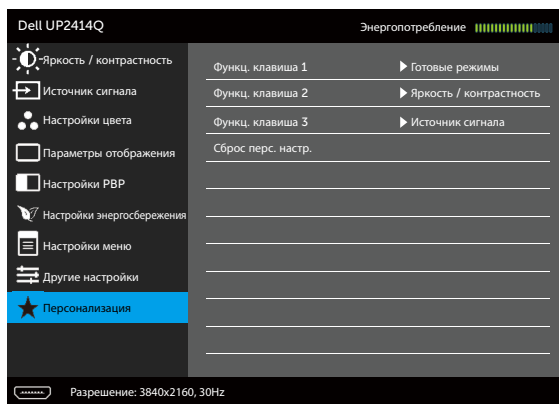 Dell UP2414Q
Энергопотребление
Яркость / контрастность
Источник сигнала
Настройки цвета
Параметры отображения
Настройки PBP
Настройки энергосбережения
Настройки меню
Другие настройки
Персонализация
Функц. клавиша 1 Готовые режимы
Функц. клавиша 2 Яркость / контрастность
Функц. клавиша 3 Источник сигнала
Сброс перс. настр.
Разрешение: 3840x2160, 30Hz